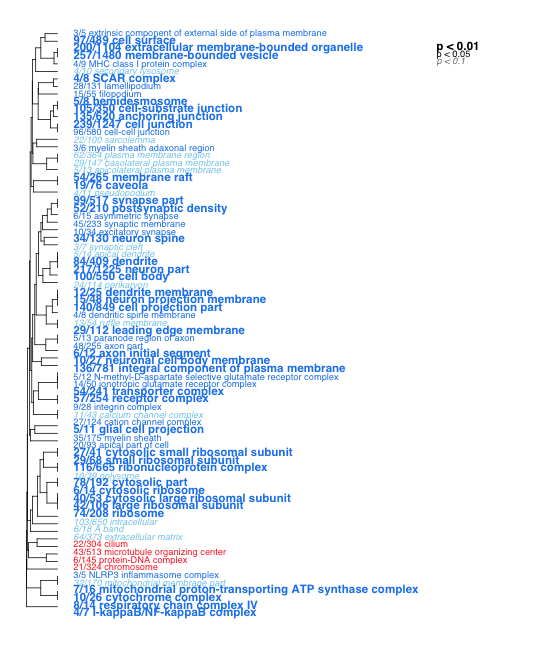 3/5 extrinsic component of external side of plasma membrane
97/489 cell surface
200/1104 extracellular membrane-bounded organelle
257/1480 membrane-bounded vesicle
4/9 MHC class I protein complex
4/10 secondary lysosome
4/8 SCAR complex
28/131 lamellipodium
15/55 filopodium
5/8 hemidesmosome
105/350 cell-substrate junction
135/620 anchoring junction
239/1247 cell junction
96/580 cell-cell junction
22/100 sarcolemma
3/6 myelin sheath adaxonal region
62/364 plasma membrane region
29/147 basolateral plasma membrane
5/13 apicolateral plasma membrane
54/265 membrane raft
19/76 caveola
4/11 pseudopodium
99/517 synapse part
52/210 postsynaptic density
6/15 asymmetric synapse
45/233 synaptic membrane
10/34 excitatory synapse
34/130 neuron spine
3/7 synaptic cleft
5/14 apical dendrite
84/409 dendrite
217/1225 neuron part
100/550 cell body
24/114 perikaryon
12/25 dendrite membrane
15/48 neuron projection membrane
140/849 cell projection part
4/8 dendritic spine membrane
13/54 ruffle membrane
29/112 leading edge membrane
5/13 paranode region of axon
48/255 axon part
6/12 axon initial segment
10/27 neuronal cell body membrane
136/781 integral component of plasma membrane
5/12 N-methyl-D-aspartate selective glutamate receptor complex
14/50 ionotropic glutamate receptor complex
54/241 transporter complex
57/254 receptor complex
9/28 integrin complex
11/43 calcium channel complex
27/124 cation channel complex
5/11 glial cell projection
35/175 myelin sheath
20/93 apical part of cell
27/41 cytosolic small ribosomal subunit
29/68 small ribosomal subunit
116/665 ribonucleoprotein complex
10/39 polysome
78/192 cytosolic part
6/14 cytosolic ribosome
40/53 cytosolic large ribosomal subunit
42/106 large ribosomal subunit
74/208 ribosome
103/650 intracellular
6/18 A band
64/373 extracellular matrix
22/304 cilium
43/513 microtubule organizing center
6/145 protein-DNA complex
21/324 chromosome
3/5 NLRP3 inflammasome complex
32/170 mitochondrial membrane part
7/16 mitochondrial proton-transporting ATP synthase complex
10/26 cytochrome complex
8/14 respiratory chain complex IV
4/7 I-kappaB/NF-kappaB complex
p < 0.01
p < 0.05
p < 0.1